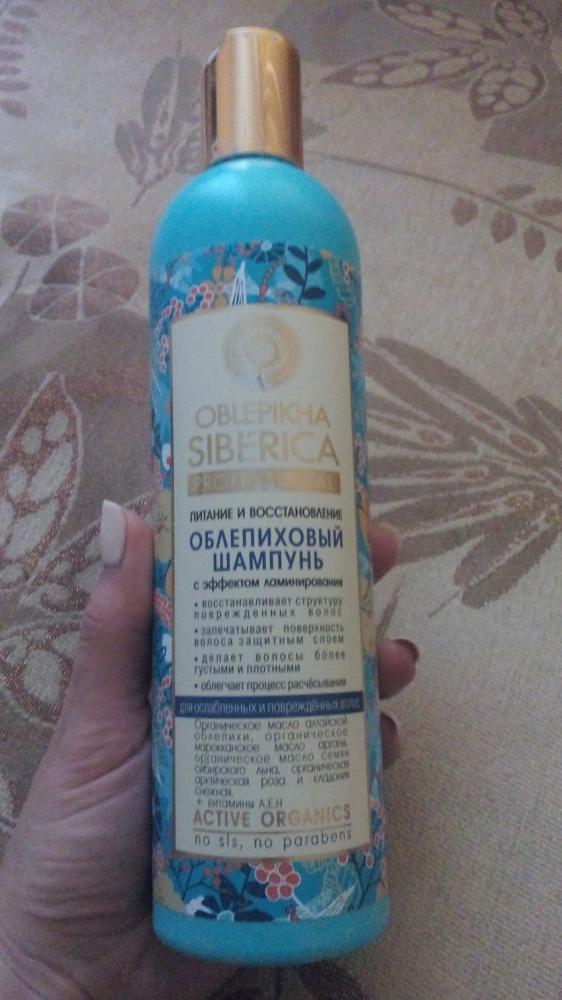 OBLEPIKHA
SIBERICA
PROFESSIONAL
ПИТАНИЕ И ВОССТАНОВЛЕНИЕ
ОБЛЕПИХОВЫЙ
ШАМПУНЬ
с эффектом ламинирования
• восстанавливает структуру
поврежденных волос
• запечатывает поверхность
волоса защитным слоем
• делает волосы более
густыми и плотными
• облегчает процесс расчёсывания
для ослабленных и повреждённых волос
Органическое масло алтайской
облепихи, органическое
марокканское масло арганы,
органическое масло семян
сибирского льна, органическая
арктическая роза и кладония
снежная.
+ витамины А,Е,Н
ACTIVE ORGANICS
no sls, no parabens